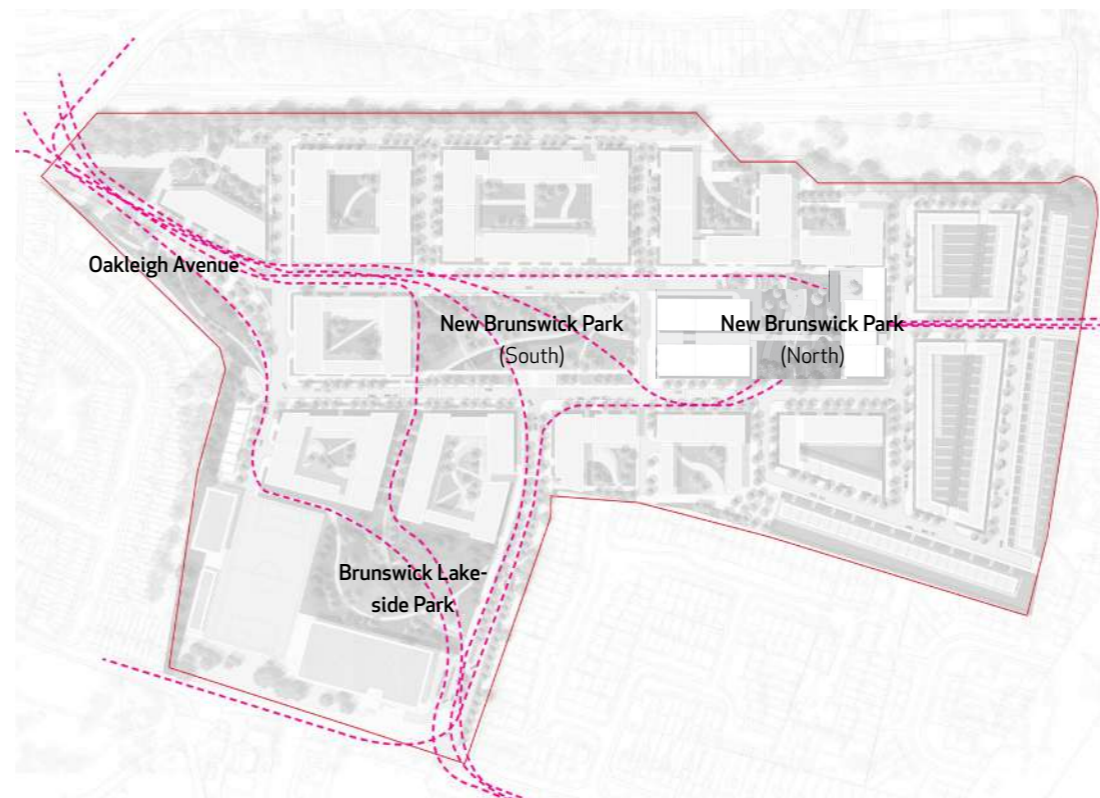 Oakleigh Avenue
New Brunswick Park
(South)
New Brunswick Park
(North)
Brunswick Lake-
side Park